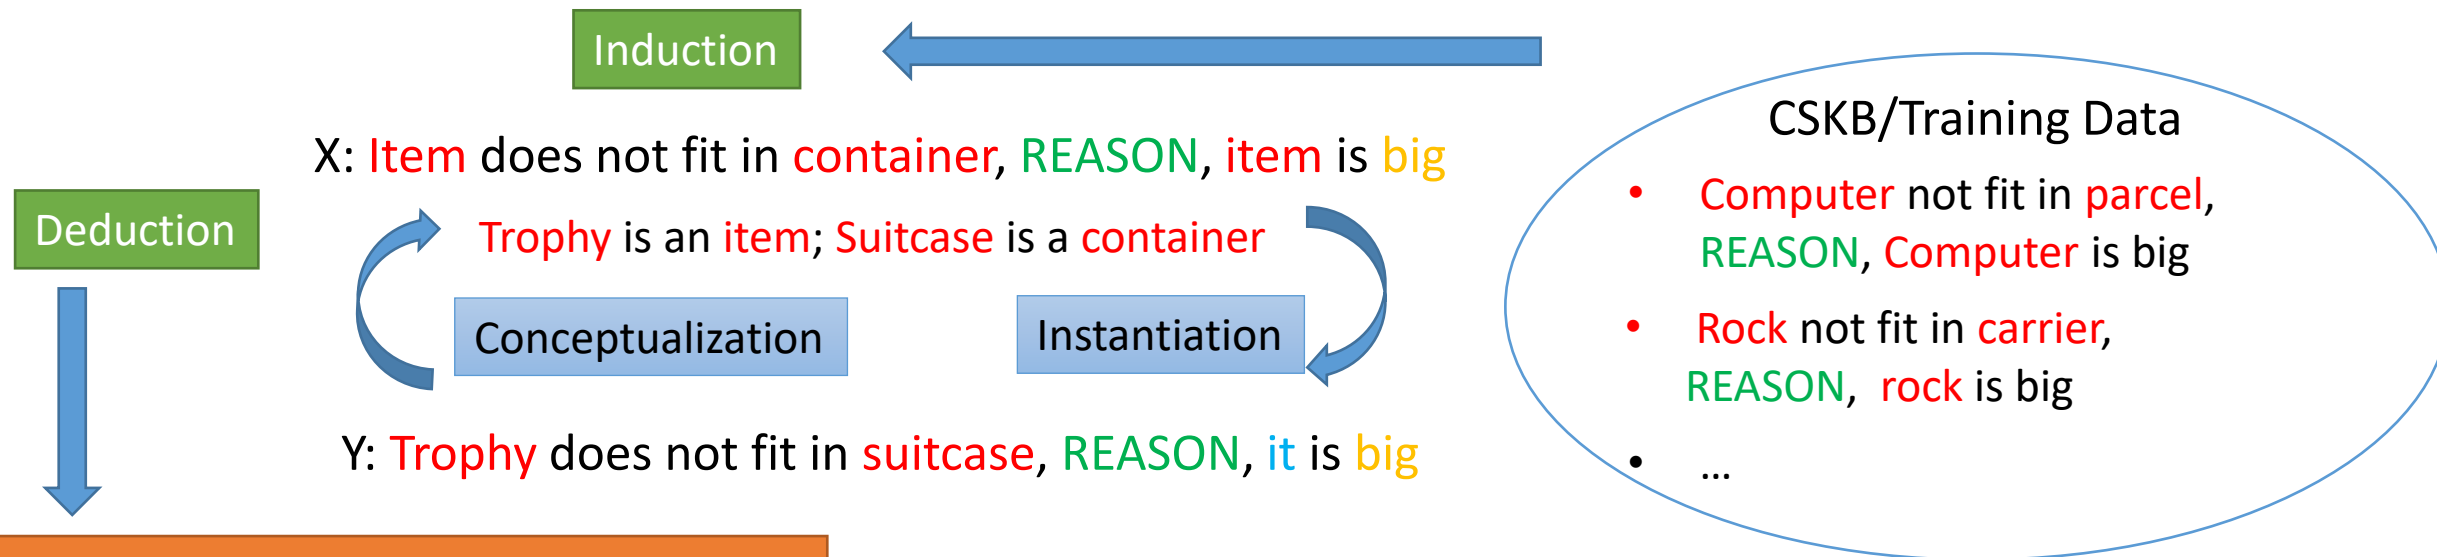 Induction
X: Item does not fit in container, REASON, item is big
Deduction
Trophy is an item; Suitcase is a container
Conceptualization
Instantiation
Y: Trophy does not fit in suitcase, REASON, it is big
CSKB/Training Data
• Computer not fit in parcel,
REASON, Computer is big
• Rock not fit in carrier,
REASON, rock is big
• ...